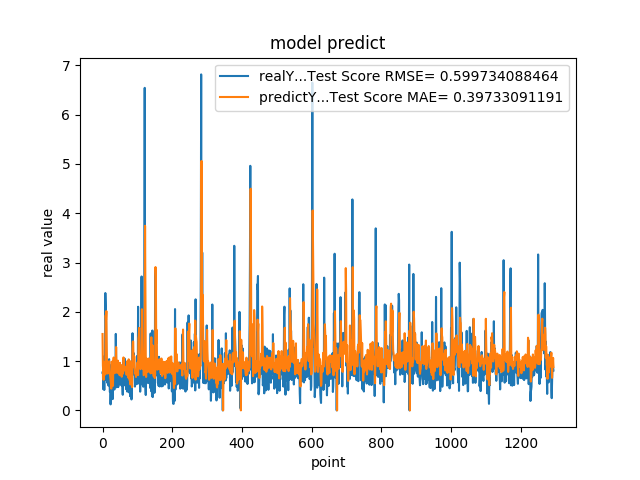 model predict
realY...Test Score RMSE= 0.599734088464
predictY...Test Score MAE= 0.39733091191
real value
7
6
5
4
3
2
1
0
0 200 400 600 800 1000 1200
point